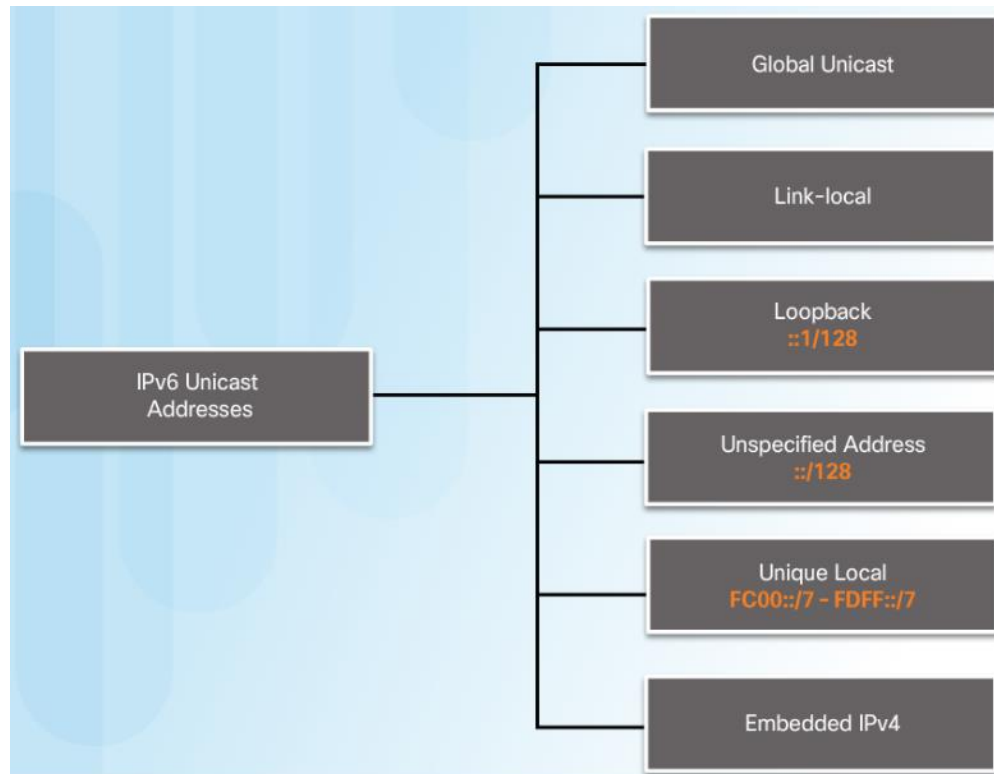 Global Unicast
Link-local
Loopback
::1/128
IPv6 Unicast
Addresses
Unspecified Address
::/128
Unique Local
FC00::/7 - FDFF::/7
Embedded IPv4